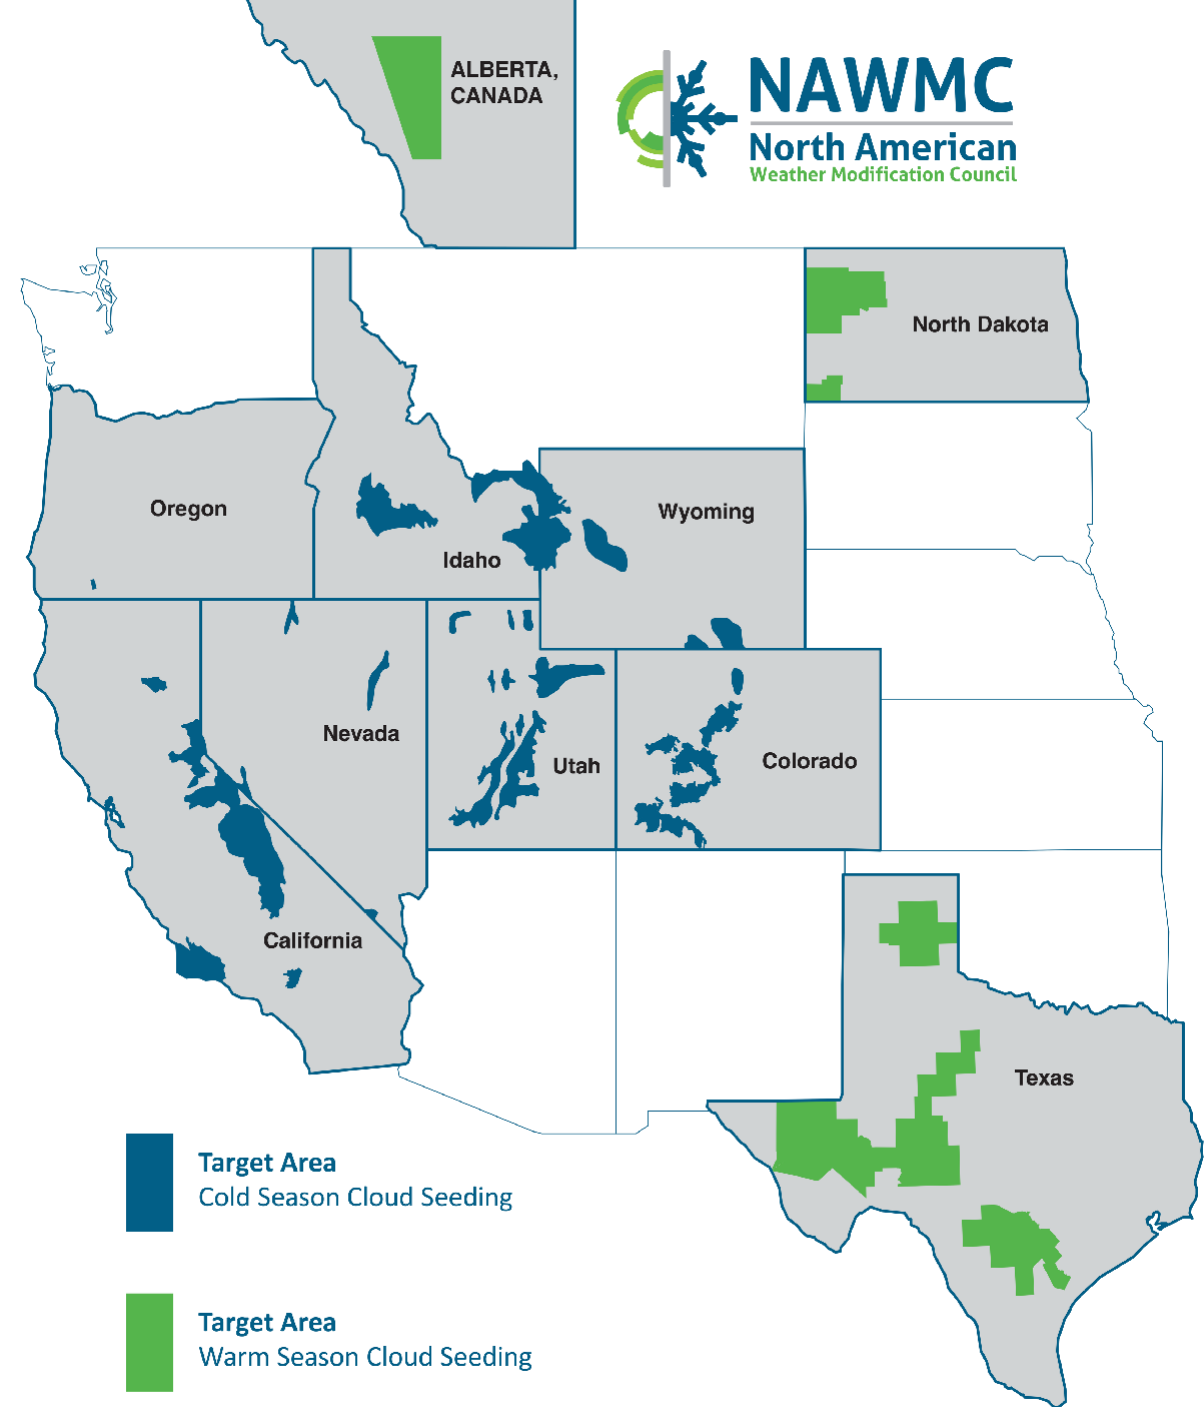 ALBERTA,
CANADA
NAWMC
North American
Weather Modification Council
North Dakota
Oregon
Wyoming
Idaho
Nevada
Utah
Colorado
California
Texas
Target Area
Cold Season Cloud Seeding
Target Area
Warm Season Cloud Seeding